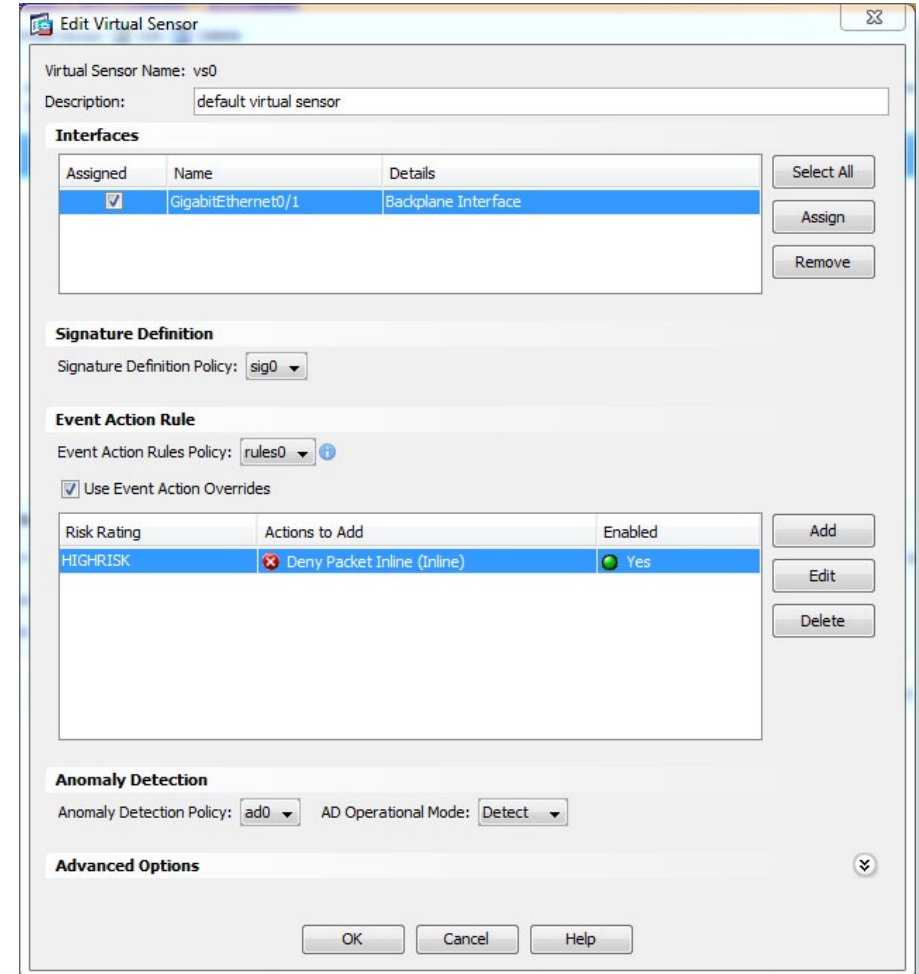 Edit Virtual Sensor
Virtual Sensor Name: vs0
Description: default virtual sensor
Interfaces
Assigned Name Details
GigabitEthernet0/1 Backplane Interface
Select All
Assign
Remove
Signature Definition
Signature Definition Policy: sig0
Event Action Rule
Event Action Rules Policy: rules0
Use Event Action Overrides
Risk Rating Actions to Add Enabled
HIGHRISK Deny Packet Inline (Inline) Yes
Add
Edit
Delete
Anomaly Detection
Anomaly Detection Policy: ad0 AD Operational Mode: Detect
Advanced Options
OK Cancel Help